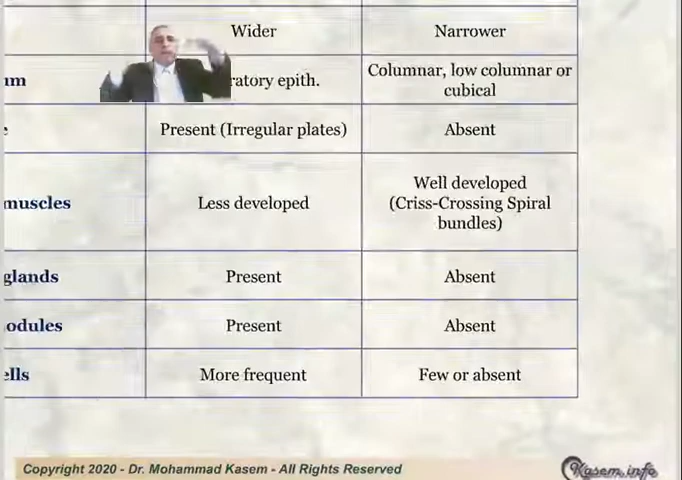 Wider
Narrower
ratory epith.
Columnar, low columnar or
cubical
Present (Irregular plates)
Absent
muscles
Less developed
Well developed
(Criss-Crossing Spiral
bundles)
glands
Present
Absent
odules
Present
Absent
ells
More frequent
Few or absent
Copyright 2020 - Dr. Mohammad Kasem - All Rights Reserved
Kasem.info